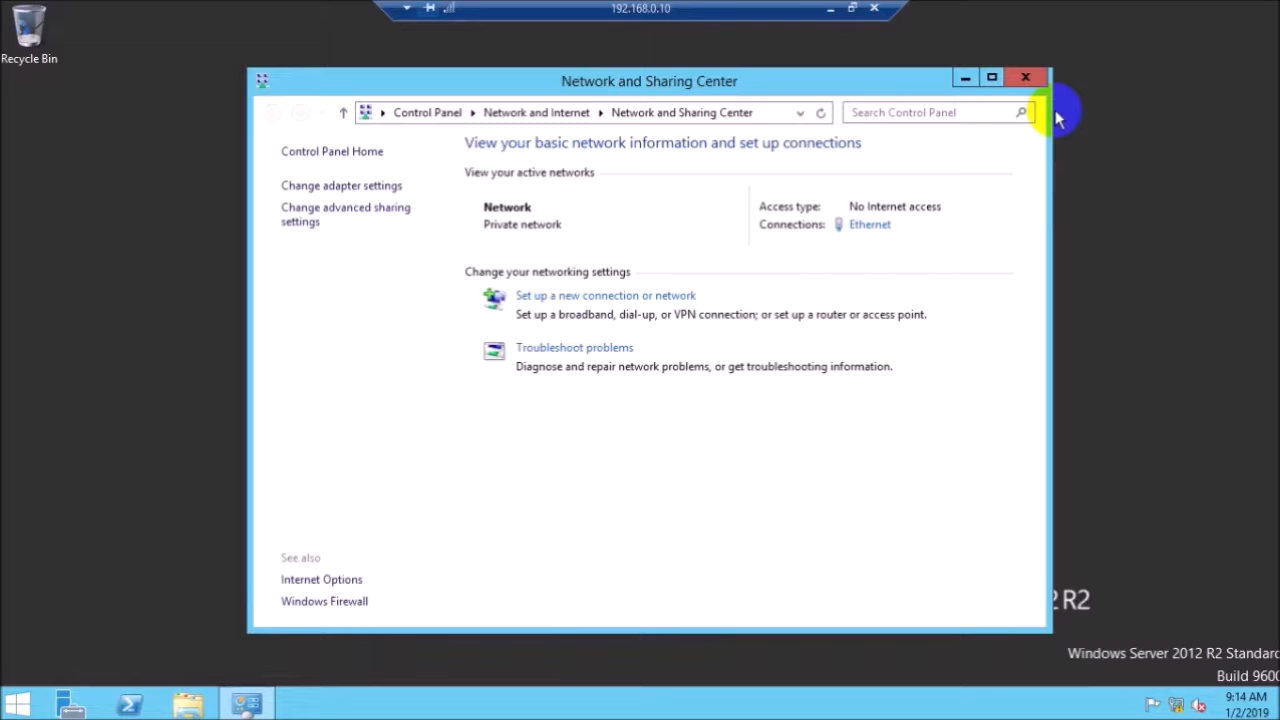 192.168.0.10
Recycle Bin
Network and Sharing Center
Control Panel
Network and Internet
Network and Sharing Center
Search Control Panel
Control Panel Home
Change adapter settings
Change advanced sharing
settings
View your basic network information and set up connections
View your active networks
Network
Private network
Access type: No Internet access
Connections: Ethernet
Change your networking settings
Set up a new connection or network
Set up a broadband, dial-up, or VPN connection; or set up a router or access point.
Troubleshoot problems
Diagnose and repair network problems, or get troubleshooting information.
See also
Internet Options
Windows Firewall
2 R2
Windows Server 2012 R2 Standard
Build 9600
9:14 AM
1/2/2019